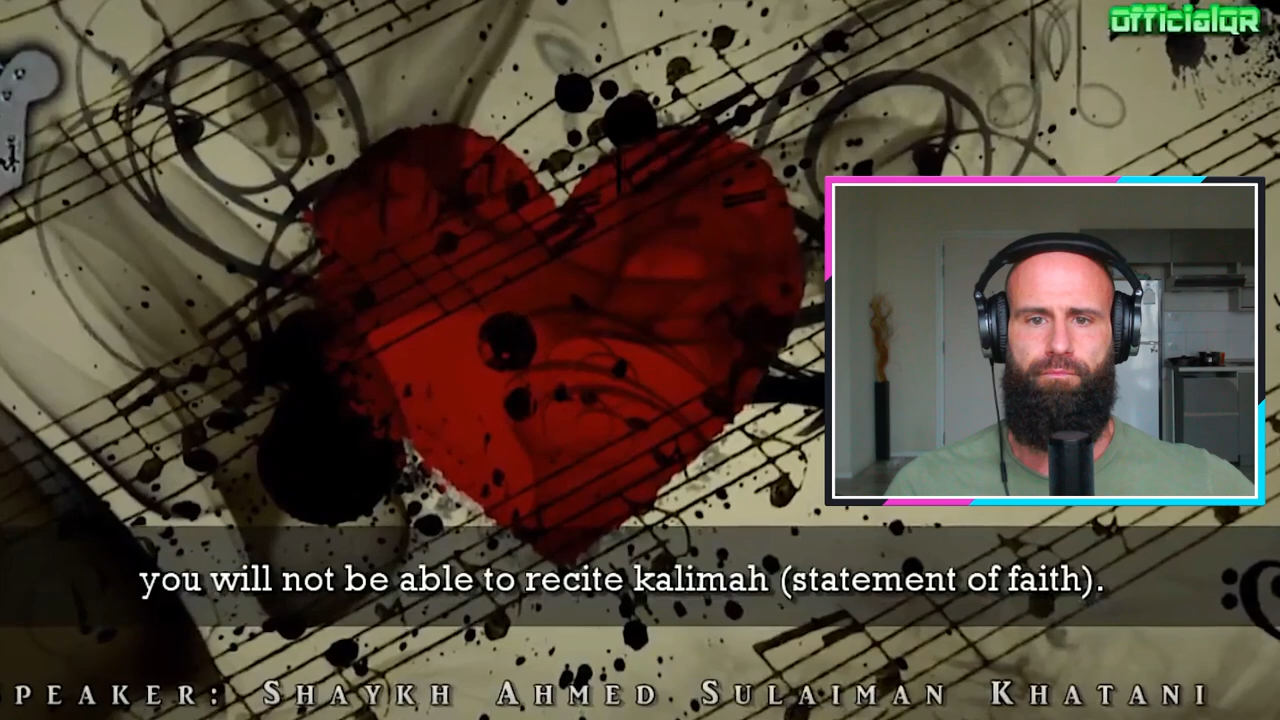 officialQR
you will not be able to recite kalimah (statement of faith).
PEAKER: SHAYKH AHMED SULAIMAN KHATANI